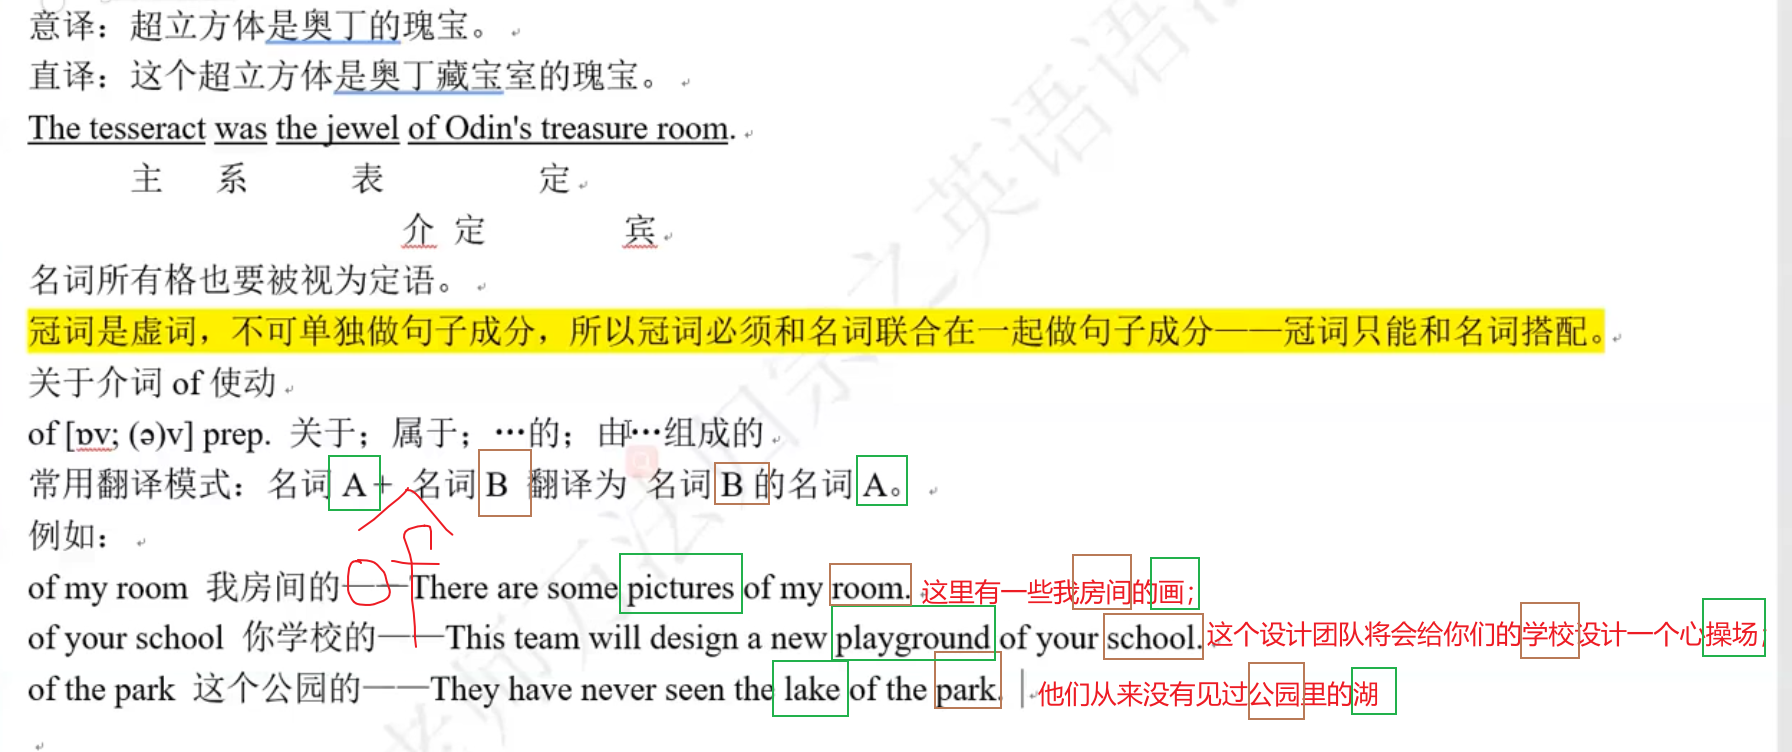 意译：超立方体是奥丁的瑰宝。
直译：这个超立方体是奥丁藏宝室的瑰宝。
The tesseract was the jewel of Odin's treasure room.
主 系 表 定
介 定 宾
名词所有格也要被视为定语。
冠词是虚词，不可单独做句子成分，所以冠词必须和名词联合在一起做句子成分——冠词只能和名词搭配。
关于介词 of 使动
of [ɒv; (ə)v] prep. 关于；属于；…的；由…组成的
常用翻译模式：名词 A + 名词 B 翻译为 名词 B 的名词 A。
of
例如：
of my room 我房间的——There are some pictures of my room. 这里有一些我房间的画；
of your school 你学校的——This team will design a new playground of your school. 这个设计团队将会给你们的学校设计一个心操场；
of the park 这个公园的——They have never seen the lake of the park. 他们从来没有见过公园里的湖